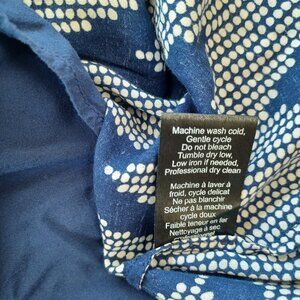 Machine wash cold,
Gentle cycle
Do not bleach
Tumble dry low,
Low iron if needed,
Professional dry clean
Machine à laver à
froid, cycle delicat
Ne pas blanchir
Sécher à la machine
cycle doux
Faible teneur en fer
Nettoyage à sec